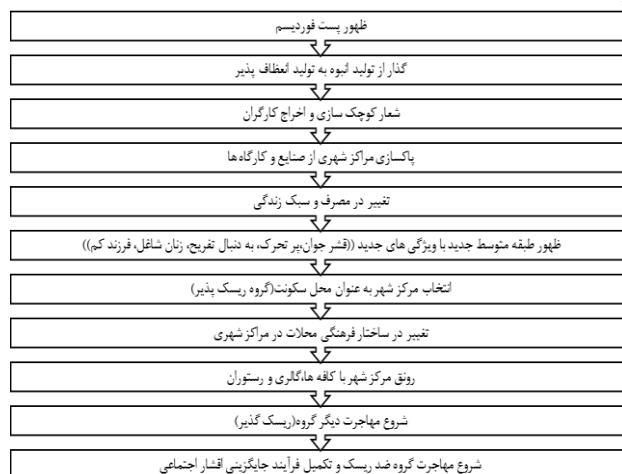 ظهور پست فوردیسم
گذار از تولید انبوه به تولید انعظاف پذیر
شعار کوچک سازی و اخراج کارگران
پاکسازی مراکز شهری از صنایع و کارگاه‌ها
تغییر در مصرف و سبک زندگی
ظهور طبقه متوسط جدید با ویژگی های جدید ((قشر جوان،پر تحرک، به دنبال تفریح، زنان شاغل، فرزند کم))
انتخاب مرکز شهر به عنوان محل سکونت(گروه ریسک پذیر)
تغییر در ساختار فرهنگی محلات در مراکز شهری
رونق مرکز شهر با کافه ها،گالری و رستوران
شروع مهاجرت دیگر گروه(ریسک گذیر)
شروع مهاجرت گروه ضد ریسک و تکمیل فرآیند جایگزینی اقشار اجتماعی